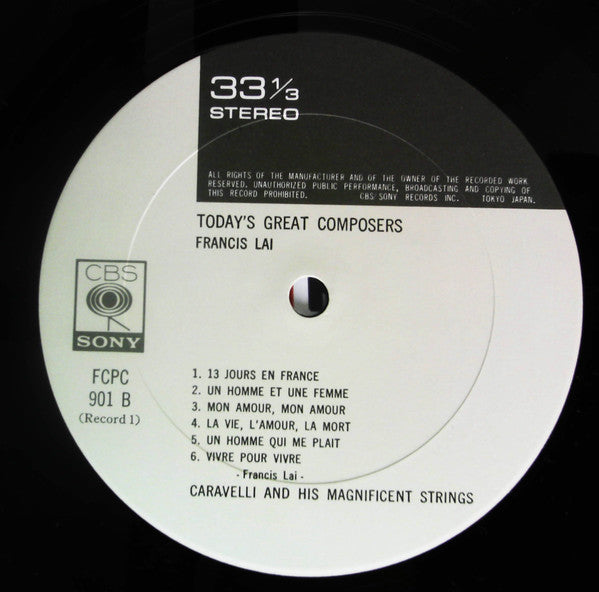 33 1/3
STEREO
ALL RIGHTS OF THE MANUFACTURER AND OF THE OWNER OF THE RECORDED WORK
RESERVED. UNAUTHORIZED PUBLIC PERFORMANCE, BROADCASTING AND COPYING OF
THIS RECORD PROHIBITED. CBS/SONY RECORDS INC. TOKYO JAPAN.
TODAY'S GREAT COMPOSERS
FRANCIS LAI
CBS
SONY
FCPC
901 B
(Record 1)
1. 13 JOURS EN FRANCE
2. UN HOMME ET UNE FEMME
3. MON AMOUR, MON AMOUR
4. LA VIE, L'AMOUR, LA MORT
5. UN HOMME QUI ME PLAIT
6. VIVRE POUR VIVRE
- Francis Lai -
CARAVELLI AND HIS MAGNIFICENT STRINGS